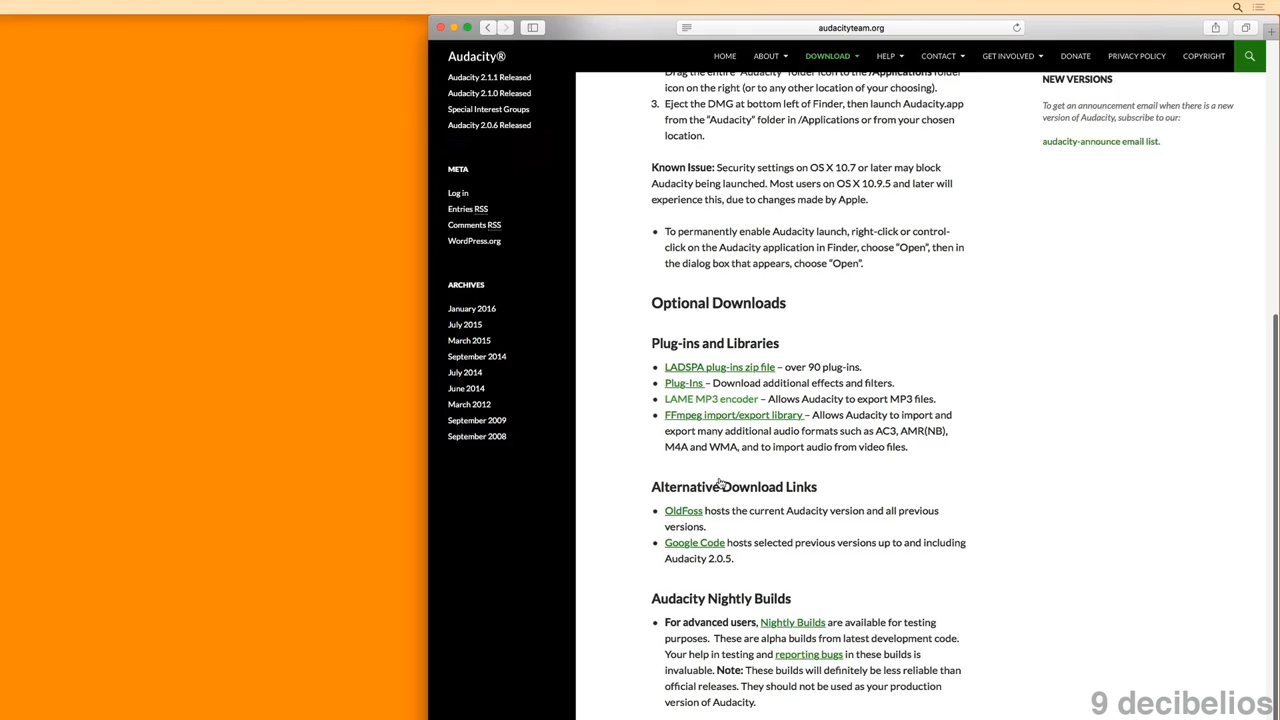 audacityteam.org
Audacity®
HOME ABOUT DOWNLOAD HELP CONTACT GET INVOLVED DONATE PRIVACY POLICY COPYRIGHT
Audacity 2.1.1 Released
Audacity 2.1.0 Released
Special Interest Groups
Audacity 2.0.6 Released
META
Log in
Entries RSS
Comments RSS
WordPress.org
ARCHIVES
January 2016
July 2015
March 2015
September 2014
July 2014
June 2014
March 2012
September 2009
September 2008
Drag the entire "Audacity" folder icon to the /Applications folder
icon on the right (or to any other location of your choosing).
3. Eject the DMG at bottom left of Finder, then launch Audacity.app
from the "Audacity" folder in /Applications or from your chosen
location.
Known Issue: Security settings on OS X 10.7 or later may block
Audacity being launched. Most users on OS X 10.9.5 and later will
experience this, due to changes made by Apple.
• To permanently enable Audacity launch, right-click or control-
click on the Audacity application in Finder, choose “Open”, then in
the dialog box that appears, choose “Open”.
Optional Downloads
Plug-ins and Libraries
• LADSPA plug-ins zip file – over 90 plug-ins.
• Plug-Ins – Download additional effects and filters.
• LAME MP3 encoder – Allows Audacity to export MP3 files.
• FFmpeg import/export library – Allows Audacity to import and
export many additional audio formats such as AC3, AMR(NB),
M4A and WMA, and to import audio from video files.
Alternative Download Links
• OldFoss hosts the current Audacity version and all previous
versions.
• Google Code hosts selected previous versions up to and including
Audacity 2.0.5.
Audacity Nightly Builds
• For advanced users, Nightly Builds are available for testing
purposes. These are alpha builds from latest development code.
Your help in testing and reporting bugs in these builds is
invaluable. Note: These builds will definitely be less reliable than
official releases. They should not be used as your production
version of Audacity.
NEW VERSIONS
To get an announcement email when there is a new
version of Audacity, subscribe to our:
audacity-announce email list.
9 decibelios